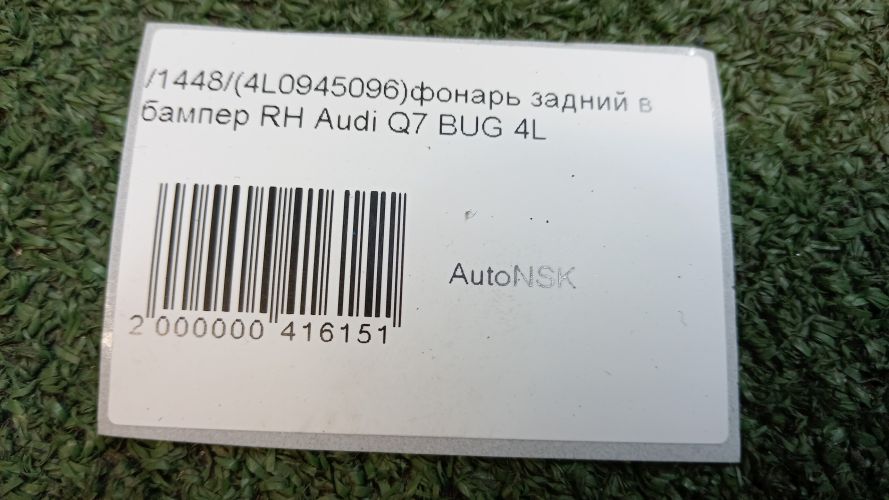 /1448/(4L0945096)фонарь задний в
бампер RH Audi Q7 BUG 4L
AutoNSK
2 000000 416151